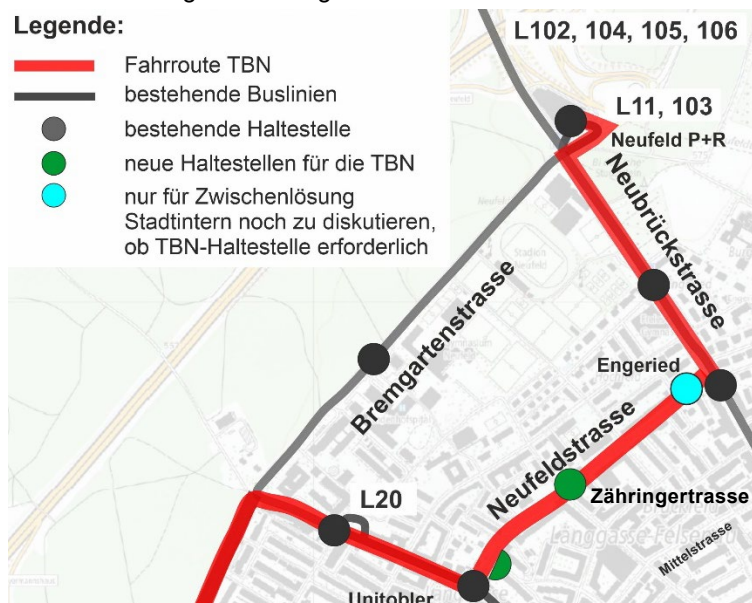 Legende:
Fahrroute TBN
bestehende Buslinien
bestehende Haltestelle
neue Haltestellen für die TBN
nur für Zwischenlösung
Stadtintern noch zu diskutieren,
ob TBN-Haltestelle erforderlich
L102, 104, 105, 106
L11, 103
Neufeld P+R
Neubrückstrasse
Bremgartenstrasse
Engeried
Neufeldstrasse
Zähringertrasse
L20
Mittelstrasse
Unitobler